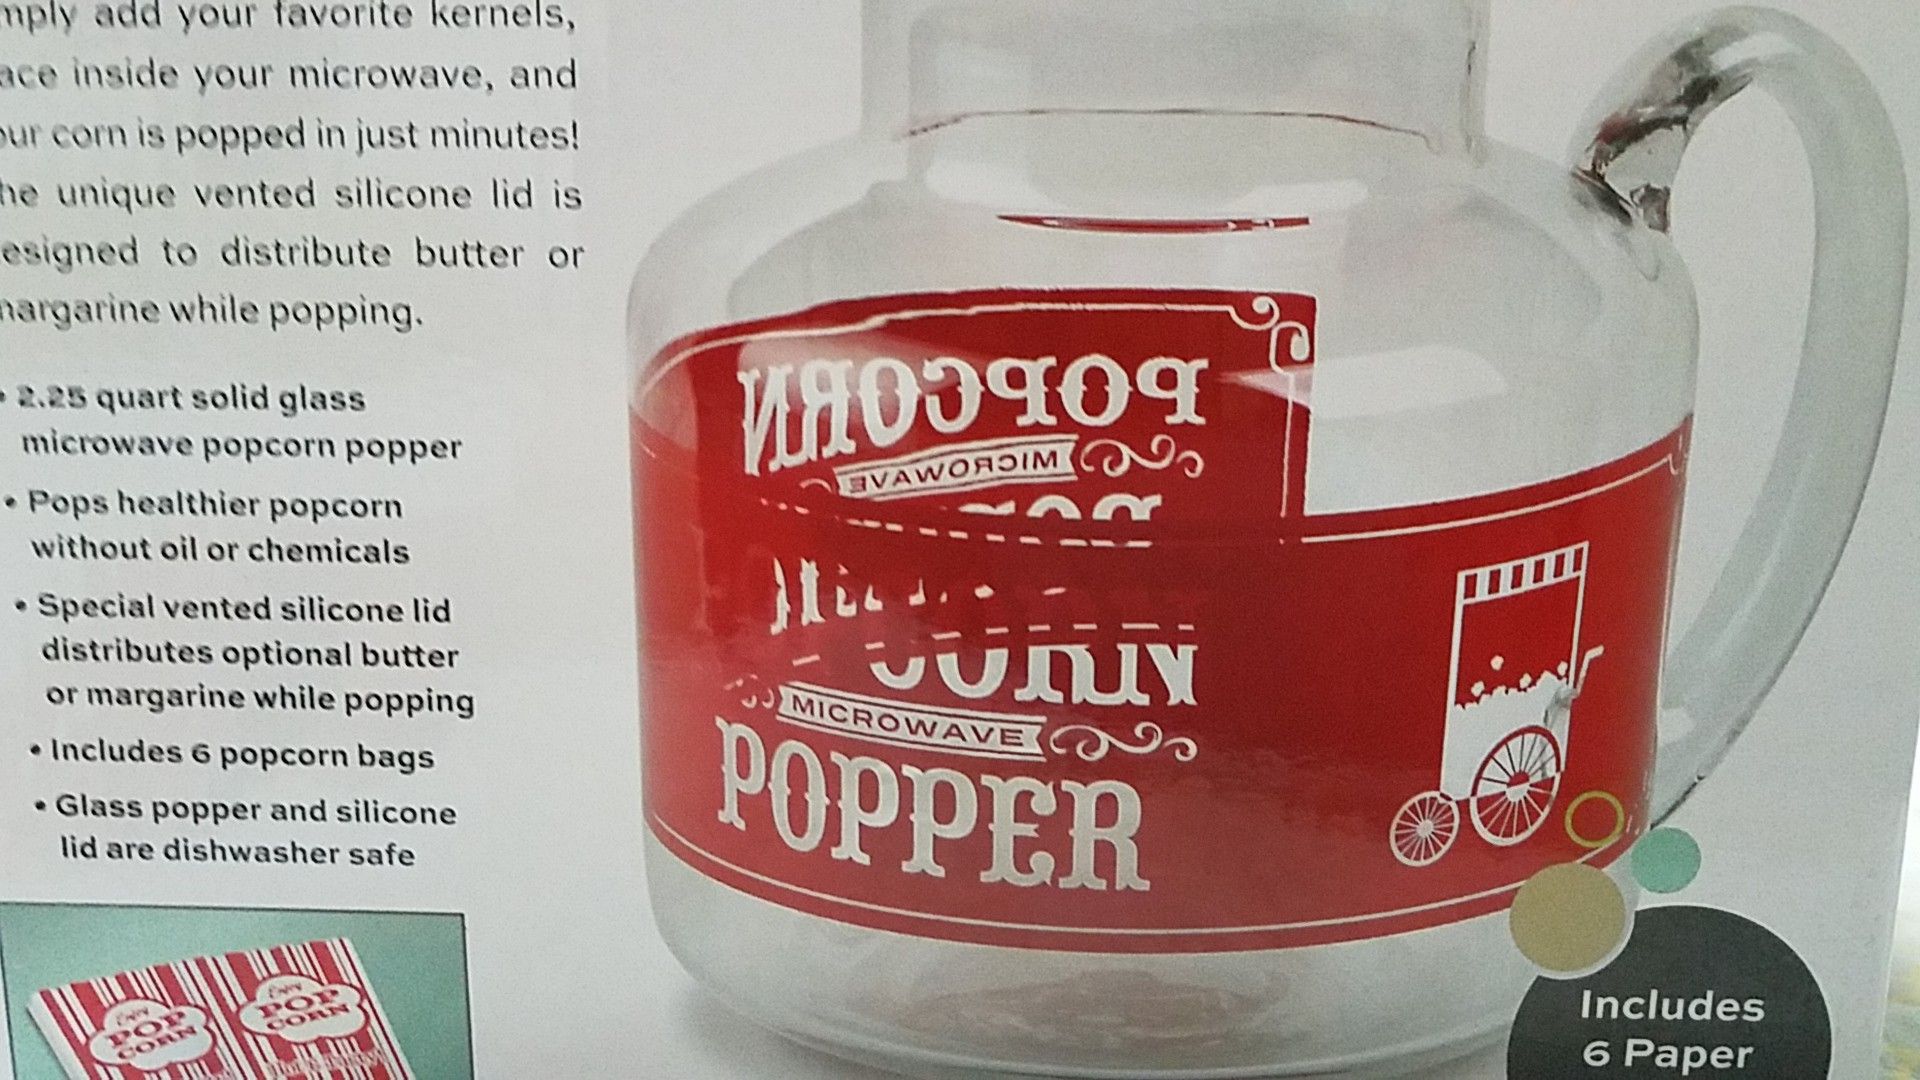 mply add your favorite kernels,
ace inside your microwave, and
our corn is popped in just minutes!
he unique vented silicone lid is
esigned to distribute butter or
margarine while popping.
• 2.25 quart solid glass
microwave popcorn popper
• Pops healthier popcorn
without oil or chemicals
• Special vented silicone lid
distributes optional butter
or margarine while popping
• Includes 6 popcorn bags
• Glass popper and silicone
lid are dishwasher safe
Enjoy
POP
CORN
Enjoy
POP
CORN
POPCORN
MICROWAVE
CORN
MICROWAVE
POPPER
Includes
6 Paper